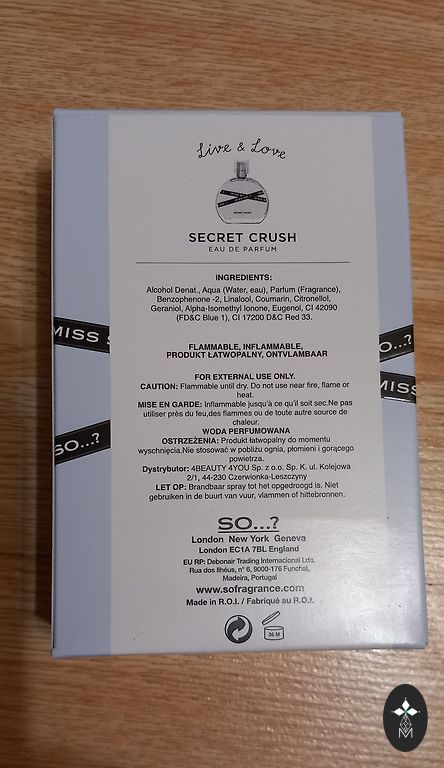 Live & Love
SECRET CRUSH
SECRET CRUSH
EAU DE PARFUM
INGREDIENTS:
Alcohol Denat., Aqua (Water, eau), Parfum (Fragrance),
Benzophenone -2, Linalool, Coumarin, Citronellol,
Geraniol, Alpha-Isomethyl Ionone, Eugenol, CI 42090
(FD&C Blue 1), CI 17200 D&C Red 33.
FLAMMABLE, INFLAMMABLE,
PRODUKT ŁATWOPALNY, ONTVLAMBAAR
FOR EXTERNAL USE ONLY.
CAUTION: Flammable until dry. Do not use near fire, flame or
heat.
MISE EN GARDE: Inflammable jusqu'à ce qu'il soit sec.Ne pas
utiliser près du feu,des flammes ou de toute autre source de
chaleur.
WODA PERFUMOWANA
OSTRZEŻENIA: Produkt łatwopalny do momentu
wyschnięcia.Nie stosować w pobliżu ognia, płomieni i gorącego
powietrza.
Dystrybutor: 4BEAUTY 4YOU Sp. z o.o. Sp. K. ul. Kolejowa
2/1, 44-230 Czerwionka-Leszczyny
LET OP: Brandbaar spray tot het opgedroogd is. Niet
gebruiken in de buurt van vuur, vlammen of hittebronnen.
SO...?
London New York Geneva
London EC1A 7BL England
EU RP: Debonair Trading Internacional Lda,
Rua dos Ilhéus, nº 6, 9000-176 Funchal,
Madeira, Portugal
www.sofragrance.com
Made in R.O.I. / Fabriqué au R.O.I.
36 M
MISS S
SO...?
O...?
MISS
M